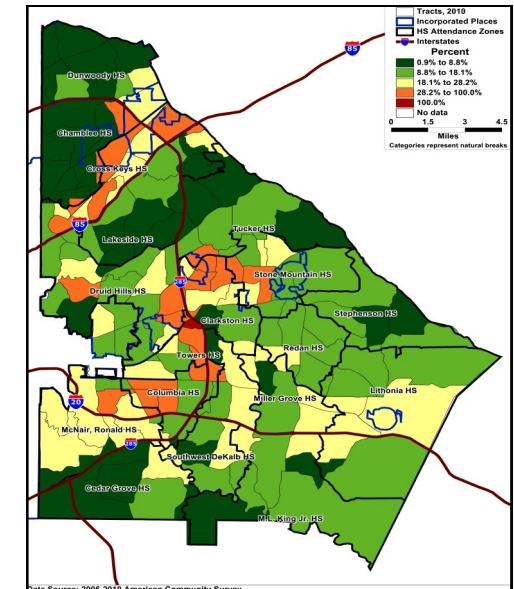 Tracts, 2010
Incorporated Places
HS Attendance Zones
Interstates
Percent
0.9% to 8.8%
8.8% to 18.1%
18.1% to 28.2%
28.2% to 100.0%
100.0%
No data
0 1.5 3 4.5
Miles
Categories represent natural breaks
85
Dunwoody HS
Chamblee HS
Cross Keys HS
85
Lakeside HS
Tucker HS
285
Stone Mountain HS
Druid Hills HS
Clarkston HS
Stephenson HS
Redan HS
Towers HS
Columbia HS
Miller Grove HS
Lithonia HS
20
McNair, Ronald HS
285
Southwest DeKalb HS
Cedar Grove HS
M.L. King Jr. HS
Data Source: 2006-2010 American Community Survey